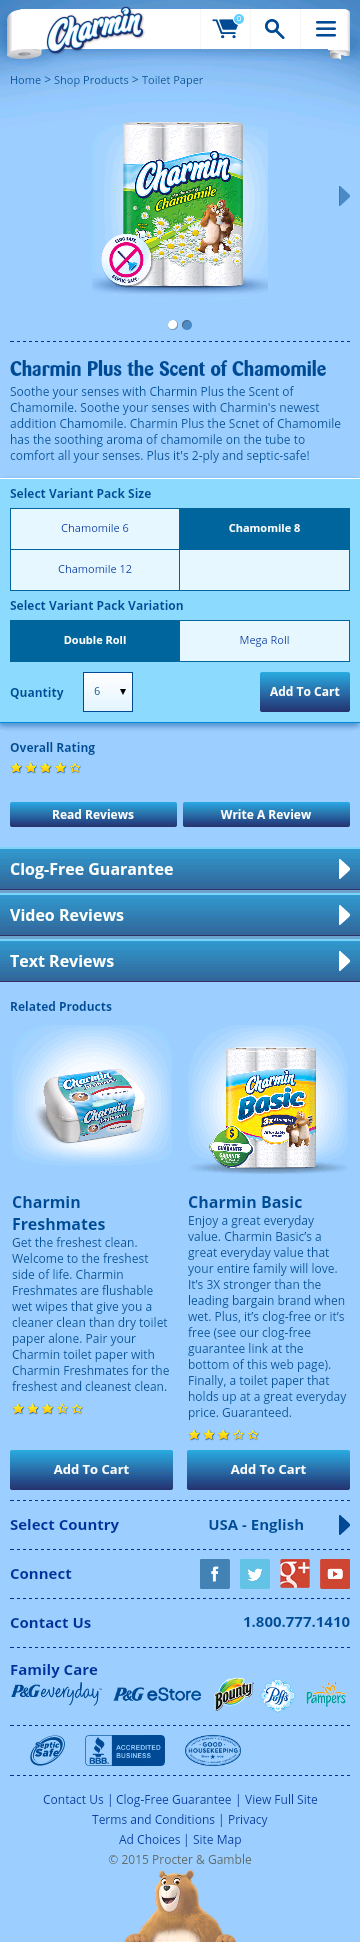 Charmin
0
Home > Shop Products > Toilet Paper
Charmin
Chamomile
Charmin Plus the Scent of Chamomile
Soothe your senses with Charmin Plus the Scent of
Chamomile. Soothe your senses with Charmin's newest
addition Chamomile. Charmin Plus the Scnet of Chamomile
has the soothing aroma of chamomile on the tube to
comfort all your senses. Plus it's 2-ply and septic-safe!
Select Variant Pack Size
Chamomile 6
Chamomile 8
Chamomile 12
Select Variant Pack Variation
Double Roll
Mega Roll
Quantity
6
Add To Cart
Overall Rating
Read Reviews
Write A Review
Clog-Free Guarantee
Video Reviews
Text Reviews
Related Products
Charmin
Charmin
Charmin
Basic
Charmin
Freshmates
Get the freshest clean.
Welcome to the freshest
side of life. Charmin
Freshmates are flushable
wet wipes that give you a
cleaner clean than dry toilet
paper alone. Pair your
Charmin toilet paper with
Charmin Freshmates for the
freshest and cleanest clean.
Charmin Basic
Enjoy a great everyday
value. Charmin Basic's a
great everyday value that
your entire family will love.
It's 3X stronger than the
leading bargain brand when
wet. Plus, it's clog-free or it's
free (see our clog-free
guarantee link at the
bottom of this web page).
Finally, a toilet paper that
holds up at a great everyday
price. Guaranteed.
Add To Cart
Add To Cart
Select Country
USA - English
Connect
f
g+
Contact Us
1.800.777.1410
Family Care
P&G everyday
P&G eStore
Bounty
Puffs
Pampers
Septic Safe
BBB
ACCREDITED
BUSINESS
GOOD
HOUSEKEEPING
Contact Us | Clog-Free Guarantee | View Full Site
Terms and Conditions | Privacy
Ad Choices | Site Map
© 2015 Procter & Gamble